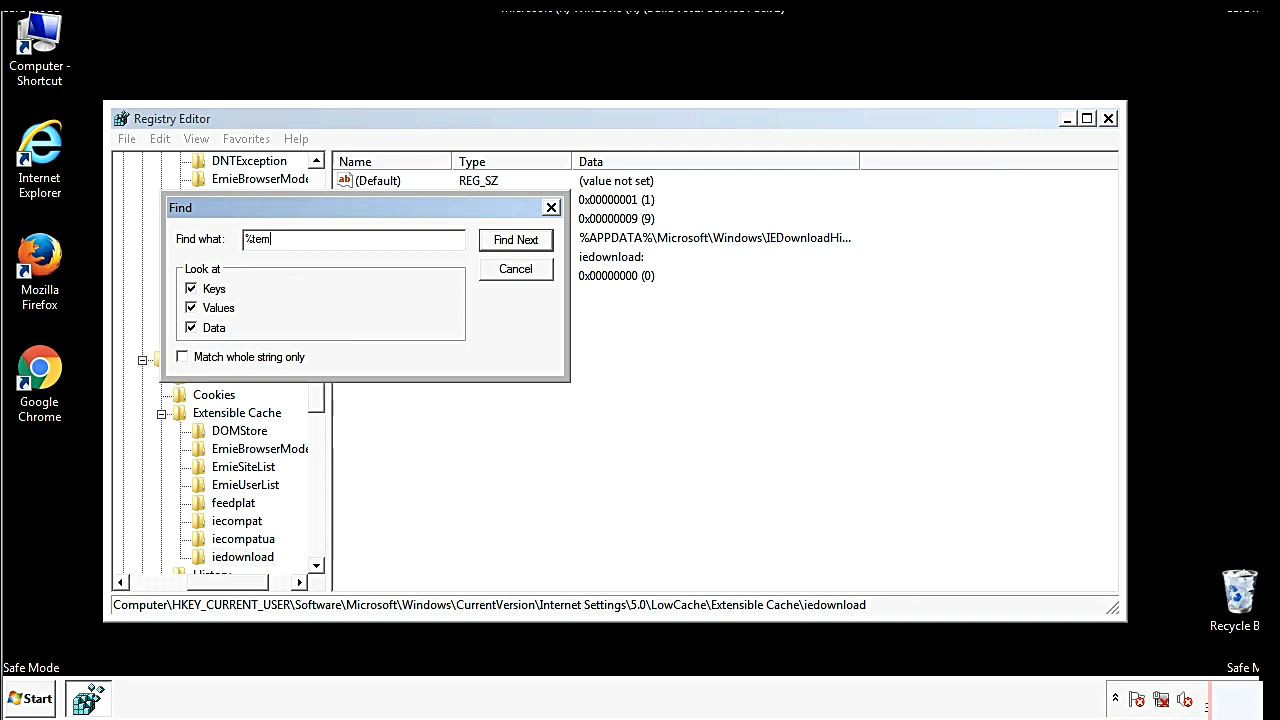 Computer -
Shortcut
Internet
Explorer
Mozilla
Firefox
Google
Chrome
Registry Editor
File Edit View Favorites Help
DNTException
EmieBrowserMode
Name Type Data
(Default) REG_SZ (value not set)
0x00000001 (1)
0x00000009 (9)
%APPDATA%\Microsoft\Windows\IEDownloadHi...
iedownload:
0x00000000 (0)
Find
Find what: %tem Find Next
Look at Cancel
Keys
Values
Data
Match whole string only
Cookies
Extensible Cache
DOMStore
EmieBrowserMode
EmieSiteList
EmieUserList
feedplat
iecompat
iecompatua
iedownload
Computer\HKEY_CURRENT_USER\Software\Microsoft\Windows\CurrentVersion\Internet Settings\5.0\LowCache\Extensible Cache\iedownload
Recycle B
Safe Mode
Safe M
Start